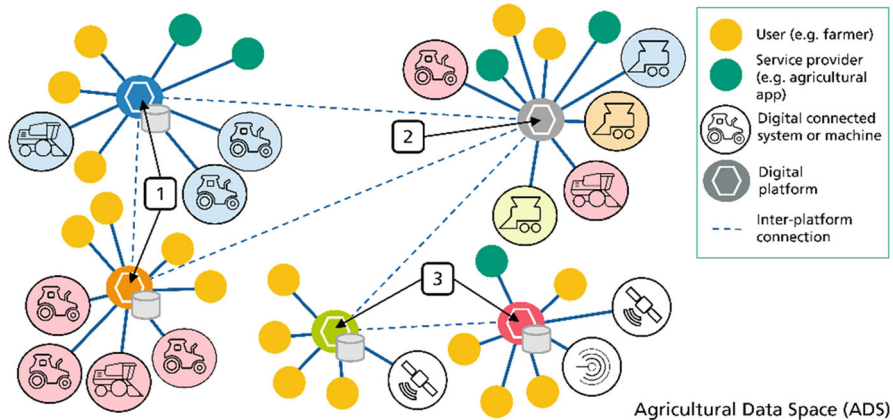 User (e.g. farmer)
Service provider
(e.g. agricultural
app)
Digital connected
system or machine
Digital
platform
Inter-platform
connection
1
2
3
Agricultural Data Space (ADS)